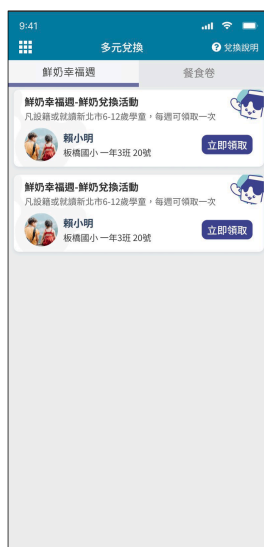 9:41
多元兌換
? 兌換說明
鮮奶幸福週
餐食卷
鮮奶幸福週-鮮奶兌換活動
凡設籍或就讀新北市6-12歲學童，每週可領取一次
賴小明
板橋國小 一年3班 20號
立即領取
鮮奶幸福週-鮮奶兌換活動
凡設籍或就讀新北市6-12歲學童，每週可領取一次
賴小明
板橋國小 一年3班 20號
立即領取